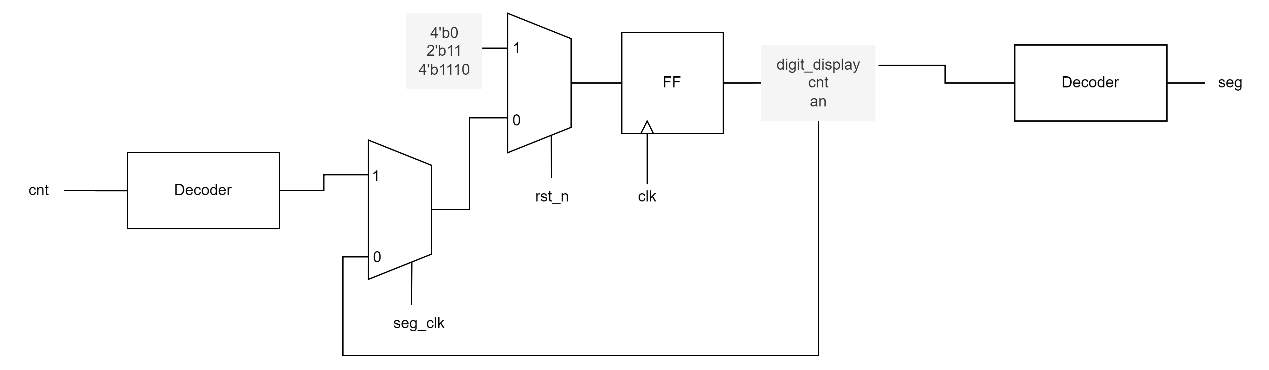 4'b0
2'b11
4'b1110
1
0
rst_n
FF
clk
digit_display
cnt
an
Decoder
seg
cnt
Decoder
1
0
seg_clk